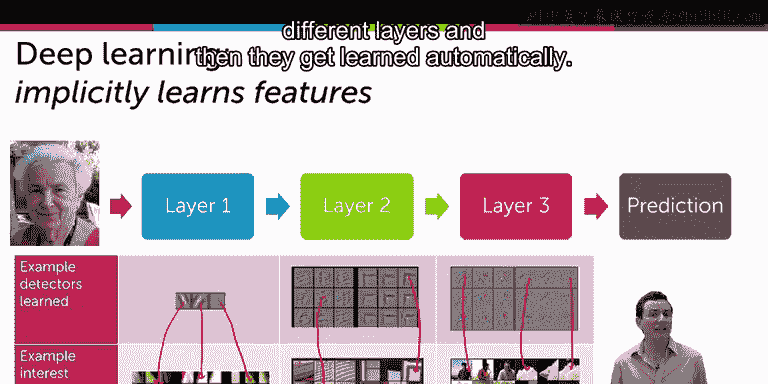 different layers and
then they get learned automatically.
Deep learning:
implicitly learns features
Layer 1
Layer 2
Layer 3
Prediction
Example
detectors
learned
Example
interest